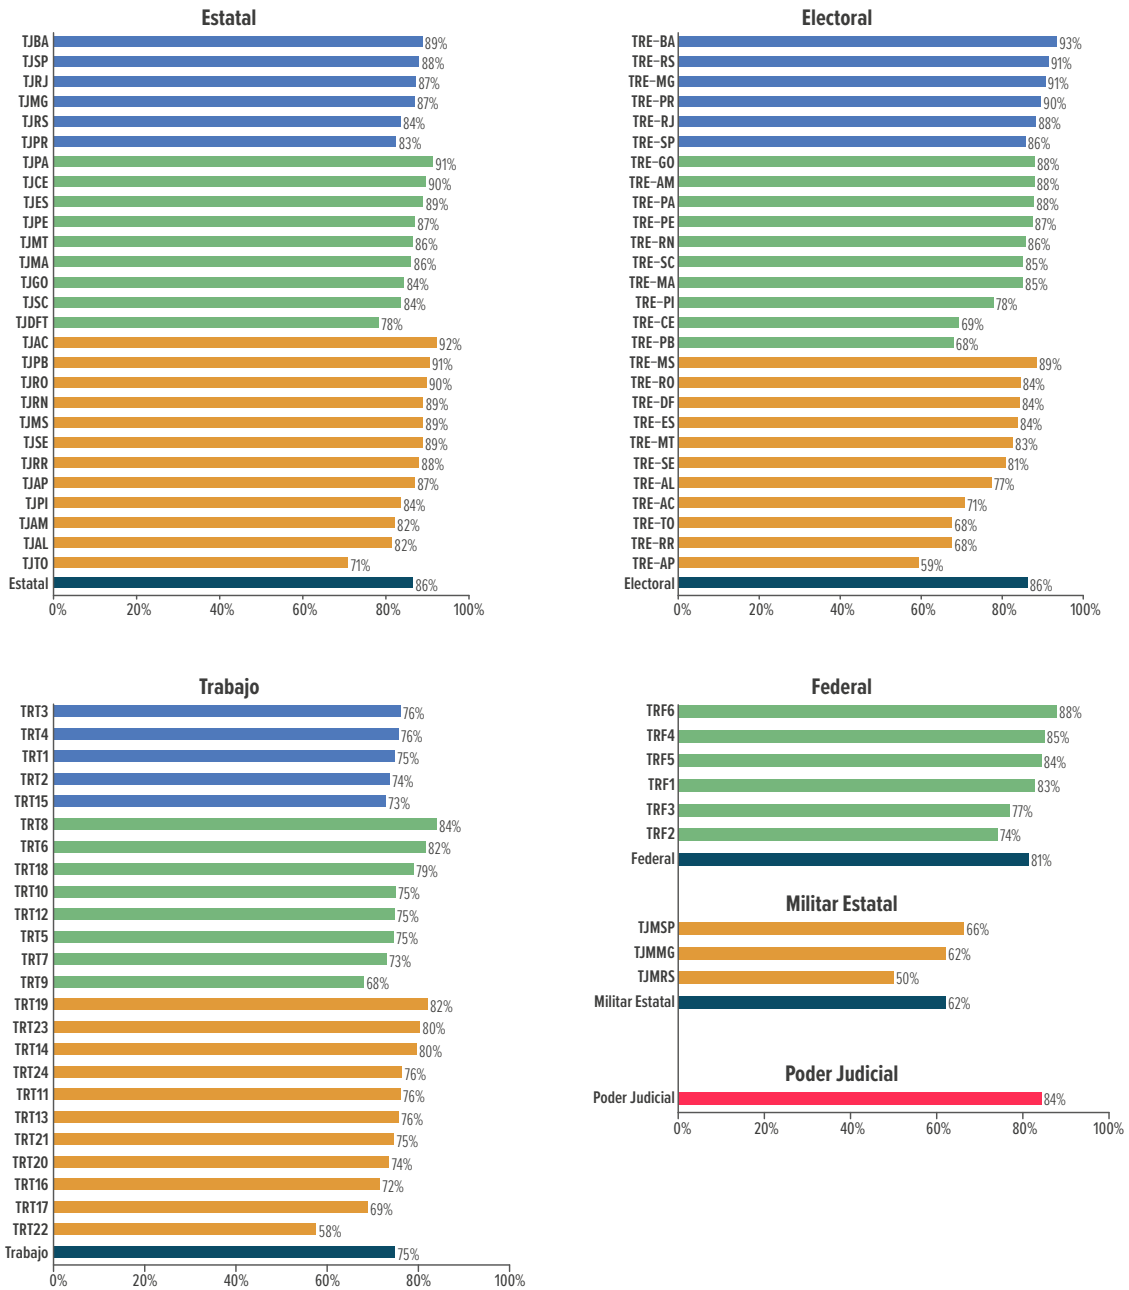 Estatal
TJBA 89%
TJSP 88%
TJRJ 87%
TJMG 87%
TJRS 84%
TJPR 83%
TJPA 91%
TJCE 90%
TJES 89%
TJPE 87%
TJMT 86%
TJMA 86%
TJGO 84%
TJSC 84%
TJDFT 78%
TJAC 92%
TJPB 91%
TJRO 90%
TJRN 89%
TJMS 89%
TJSE 89%
TJRR 88%
TJAP 87%
TJPI 84%
TJAM 82%
TJAL 82%
TJTO 71%
Estatal 86%
0% 20% 40% 60% 80% 100%
Electoral
TRE-BA 93%
TRE-RS 91%
TRE-MG 91%
TRE-PR 90%
TRE-RJ 88%
TRE-SP 86%
TRE-GO 88%
TRE-AM 88%
TRE-PA 88%
TRE-PE 87%
TRE-RN 86%
TRE-SC 85%
TRE-MA 85%
TRE-PI 78%
TRE-CE 69%
TRE-PB 68%
TRE-MS 89%
TRE-RO 84%
TRE-DF 84%
TRE-ES 84%
TRE-MT 83%
TRE-SE 81%
TRE-AL 77%
TRE-AC 71%
TRE-TO 68%
TRE-RR 68%
TRE-AP 59%
Electoral 86%
0% 20% 40% 60% 80% 100%
Trabajo
TRT3 76%
TRT4 76%
TRT1 75%
TRT2 74%
TRT15 73%
TRT8 84%
TRT6 82%
TRT18 79%
TRT10 75%
TRT12 75%
TRT5 75%
TRT7 73%
TRT9 68%
TRT19 82%
TRT23 80%
TRT14 80%
TRT24 76%
TRT11 76%
TRT13 76%
TRT21 75%
TRT20 74%
TRT16 72%
TRT17 69%
TRT22 58%
Trabajo 75%
0% 20% 40% 60% 80% 100%
Federal
TRF6 88%
TRF4 85%
TRF5 84%
TRF1 83%
TRF3 77%
TRF2 74%
Federal 81%
Militar Estatal
TJMSP 66%
TJMMG 62%
TJMRS 50%
Militar Estatal 62%
Poder Judicial
Poder Judicial 84%
0% 20% 40% 60% 80% 100%